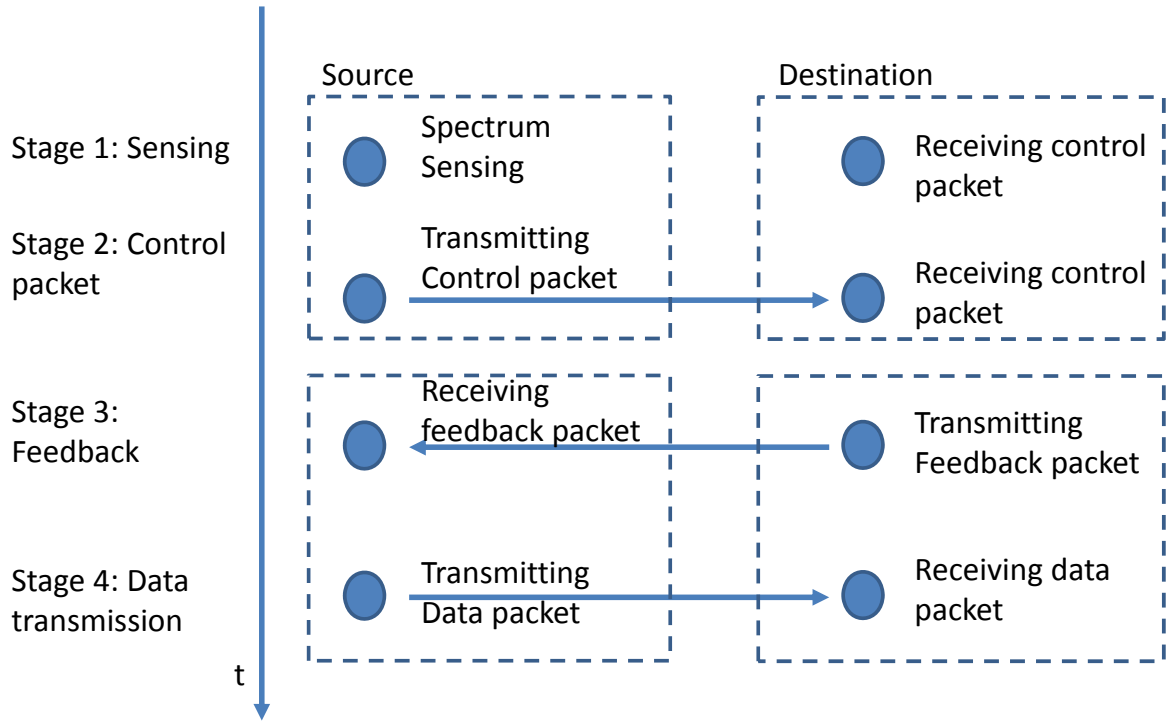 Source
Destination
Stage 1: Sensing
Spectrum
Sensing
Receiving control
packet
Stage 2: Control
packet
Transmitting
Control packet
Receiving control
packet
Stage 3:
Feedback
Receiving
feedback packet
Transmitting
Feedback packet
Stage 4: Data
transmission
Transmitting
Data packet
Receiving data
packet
t